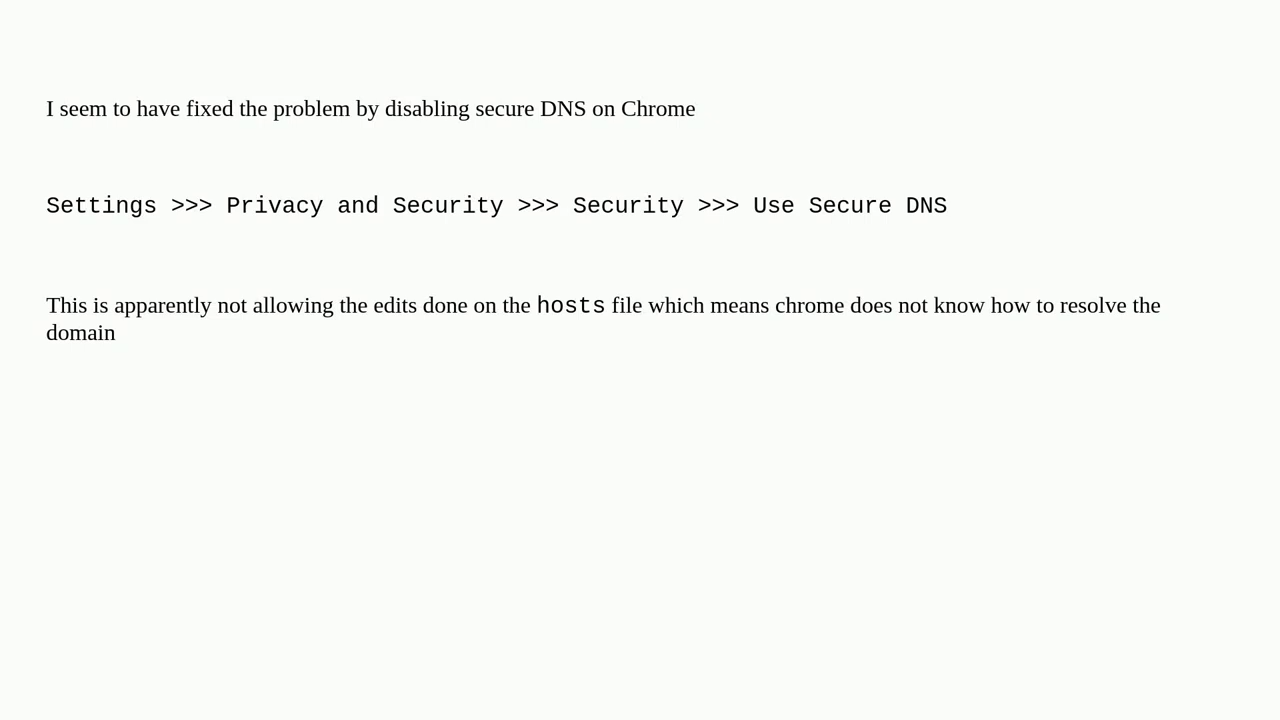 I seem to have fixed the problem by disabling secure DNS on Chrome
Settings >>> Privacy and Security >>> Security >>> Use Secure DNS
This is apparently not allowing the edits done on the hosts file which means chrome does not know how to resolve the
domain